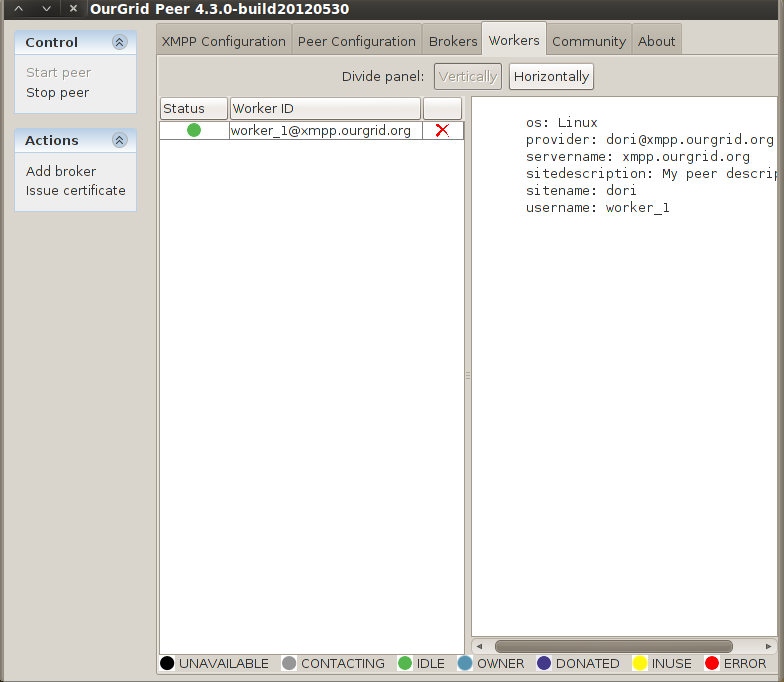 OurGrid Peer 4.3.0-build20120530
Control
Start peer
Stop peer
Actions
Add broker
Issue certificate
XMPP Configuration Peer Configuration Brokers Workers Community About
Divide panel: Vertically Horizontally
Status Worker ID
worker_1@xmpp.ourgrid.org
os: Linux
provider: dori@xmpp.ourgrid.org
servername: xmpp.ourgrid.org
sitedescription: My peer descrip
sitename: dori
username: worker_1
UNAVAILABLE CONTACTING IDLE OWNER DONATED INUSE ERROR